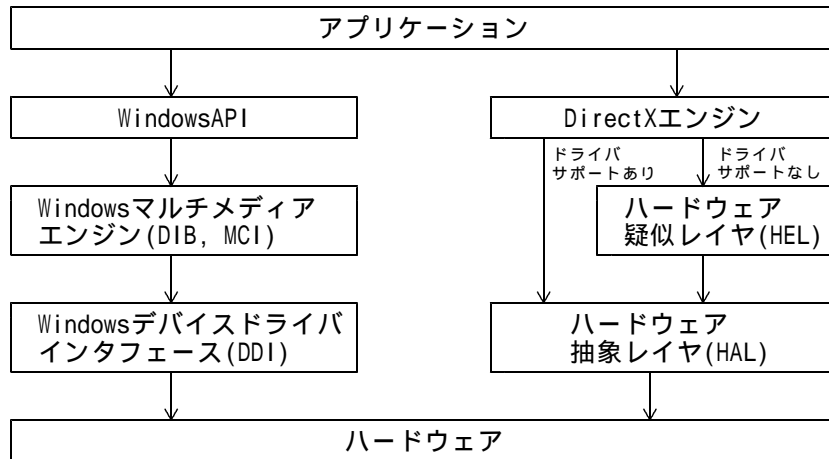 アプリケーション
WindowsAPI
DirectXエンジン
ドライバ
サポートあり
ドライバ
サポートなし
Windowsマルチメディア
エンジン(DIB, MCI)
ハードウェア
疑似レイヤ(HEL)
Windowsデバイスドライバ
インタフェース(DDI)
ハードウェア
抽象レイヤ(HAL)
ハードウェア